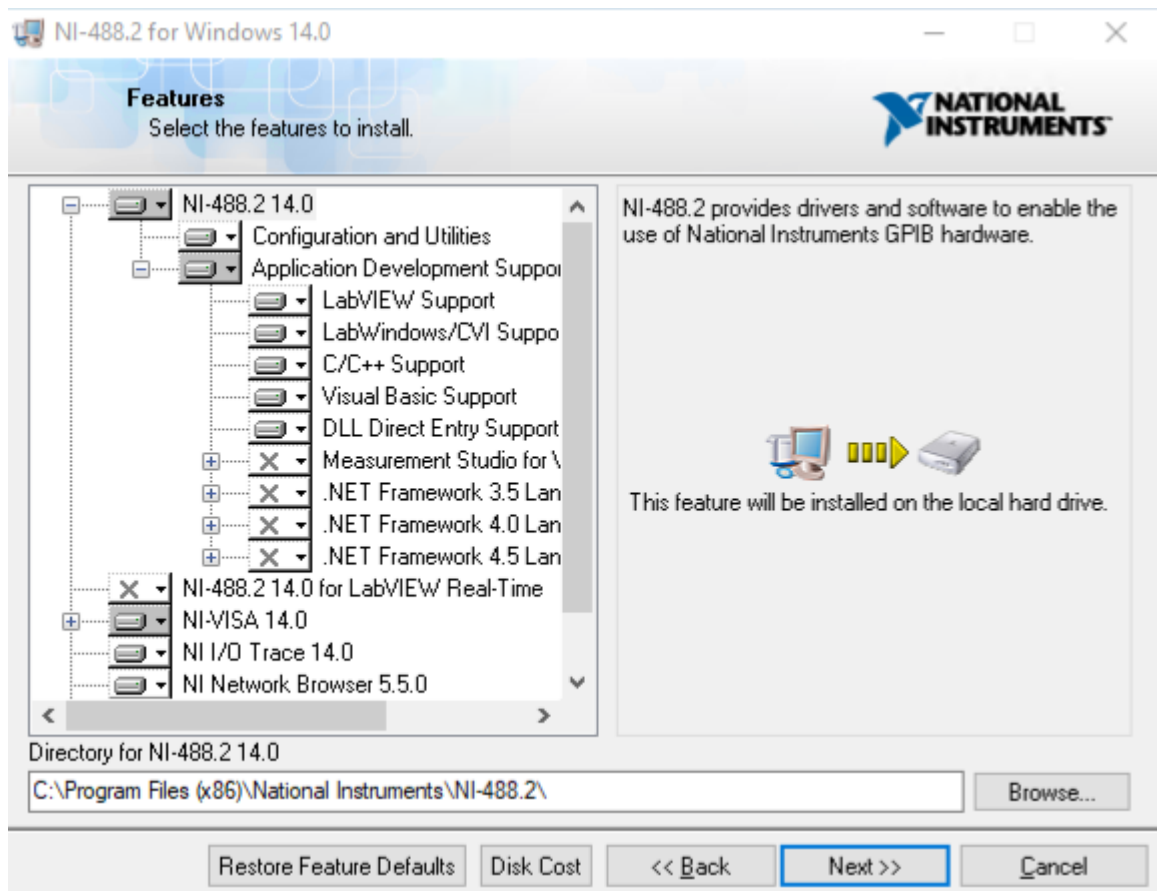 NI-488.2 for Windows 14.0
Features
Select the features to install.
NATIONAL
INSTRUMENTS™
NI-488.2 14.0
Configuration and Utilities
Application Development Suppor
LabVIEW Support
LabWindows/CVI Suppo
C/C++ Support
Visual Basic Support
DLL Direct Entry Support
Measurement Studio for \
.NET Framework 3.5 Lan
.NET Framework 4.0 Lan
.NET Framework 4.5 Lan
NI-488.2 14.0 for LabVIEW Real-Time
NI-VISA 14.0
NI I/O Trace 14.0
NI Network Browser 5.5.0
NI-488.2 provides drivers and software to enable the
use of National Instruments GPIB hardware.
This feature will be installed on the local hard drive.
Directory for NI-488.2 14.0
C:\Program Files (x86)\National Instruments\NI-488.2\
Browse...
Restore Feature Defaults
Disk Cost
<< Back
Next >>
Cancel